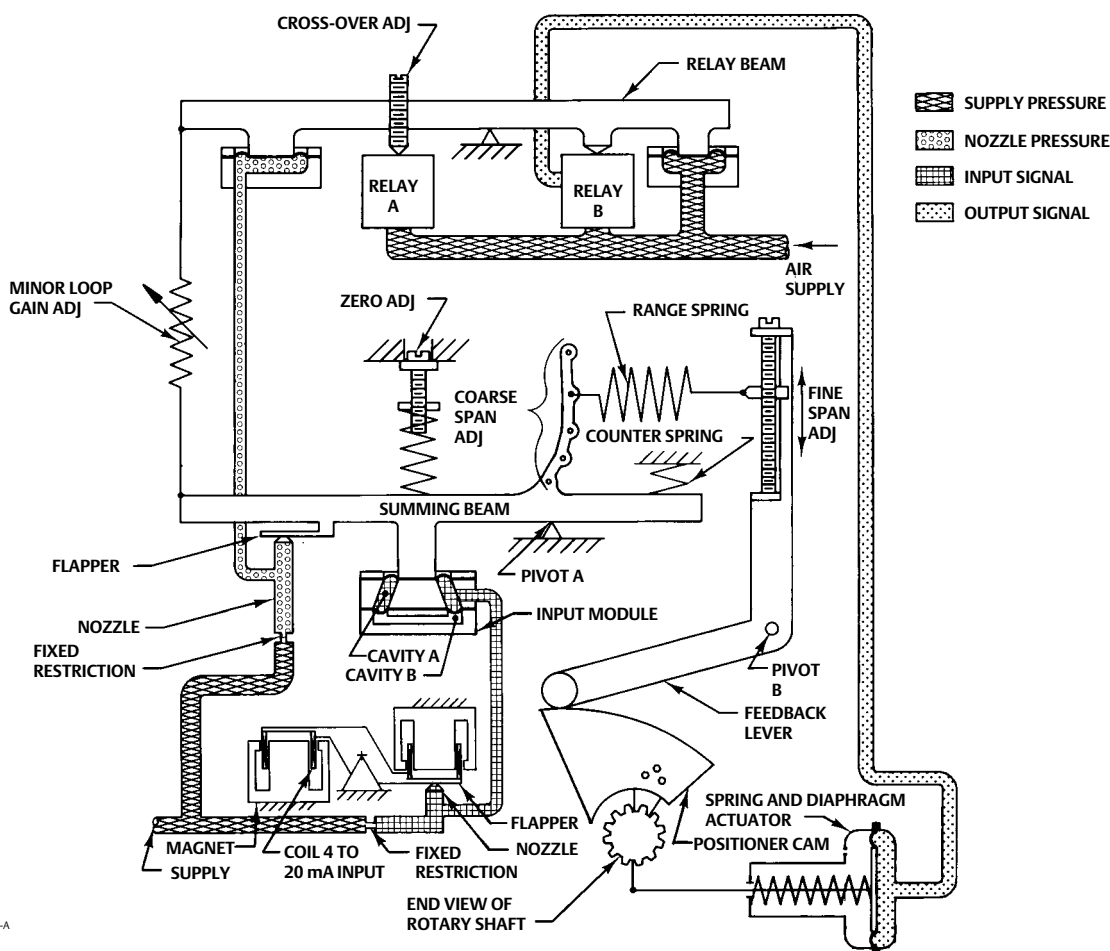 CROSS-OVER ADJ
RELAY BEAM
SUPPLY PRESSURE
NOZZLE PRESSURE
INPUT SIGNAL
OUTPUT SIGNAL
RELAY
A
RELAY
B
AIR
SUPPLY
MINOR LOOP
GAIN ADJ
ZERO ADJ
RANGE SPRING
COARSE
SPAN
ADJ
FINE
SPAN
ADJ
COUNTER SPRING
SUMMING BEAM
FLAPPER
PIVOT A
NOZZLE
INPUT MODULE
FIXED
RESTRICTION
CAVITY A
CAVITY B
PIVOT
B
FEEDBACK
LEVER
SPRING AND DIAPHRAGM
ACTUATOR
FLAPPER
POSITIONER CAM
MAGNET
NOZZLE
SUPPLY
COIL 4 TO
20 mA INPUT
FIXED
RESTRICTION
END VIEW OF
ROTARY SHAFT
-A